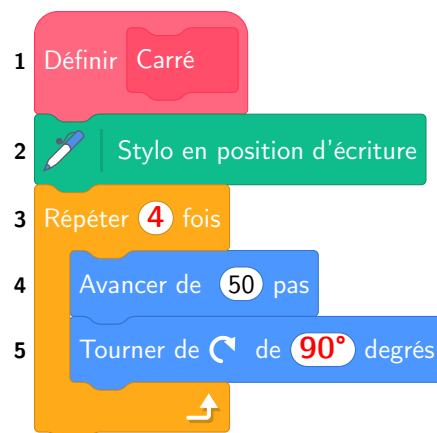 1 Définir Carré
2 Stylo en position d'écriture
3 Répéter 4 fois
4 Avancer de 50 pas
5 Tourner de de 90° degrés